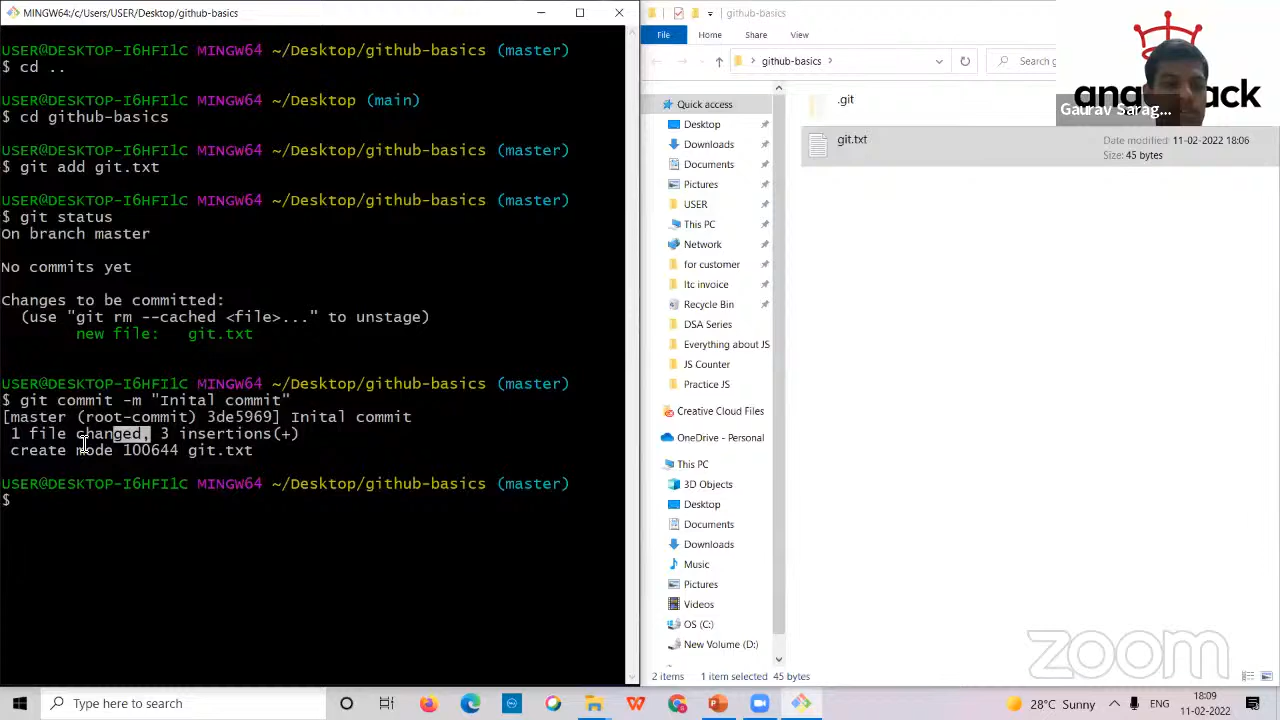 MINGW64:/c/Users/USER/Desktop/github-basics
USER@DESKTOP-I6HFI1C MINGW64 ~/Desktop/github-basics (master)
$ cd ..
USER@DESKTOP-I6HFI1C MINGW64 ~/Desktop (main)
$ cd github-basics
USER@DESKTOP-I6HFI1C MINGW64 ~/Desktop/github-basics (master)
$ git add git.txt
USER@DESKTOP-I6HFI1C MINGW64 ~/Desktop/github-basics (master)
$ git status
On branch master
No commits yet
Changes to be committed:
(use "git rm --cached <file>..." to unstage)
new file: git.txt
USER@DESKTOP-I6HFI1C MINGW64 ~/Desktop/github-basics (master)
$ git commit -m "Inital commit"
[master (root-commit) 3de5969] Inital commit
1 file changed, 3 insertions(+)
create mode 100644 git.txt
USER@DESKTOP-I6HFI1C MINGW64 ~/Desktop/github-basics (master)
$
github-basics
File Home Share View
github-basics
Search g
Quick access
Desktop
Downloads
Documents
Pictures
USER
This PC
Network
for customer
ltc invoice
Recycle Bin
DSA Series
Everything about JS
JS Counter
Practice JS
Creative Cloud Files
OneDrive - Personal
This PC
3D Objects
Desktop
Documents
Downloads
Music
Pictures
Videos
OS (C:)
New Volume (D:)
.git
git.txt
Date modified: 11-02-2022 18:06
Size: 45 bytes
Gaurav Sarag...
zoom
2 items 1 item selected 45 bytes
Type here to search
28°C Sunny
ENG
18:09
11-02-2022